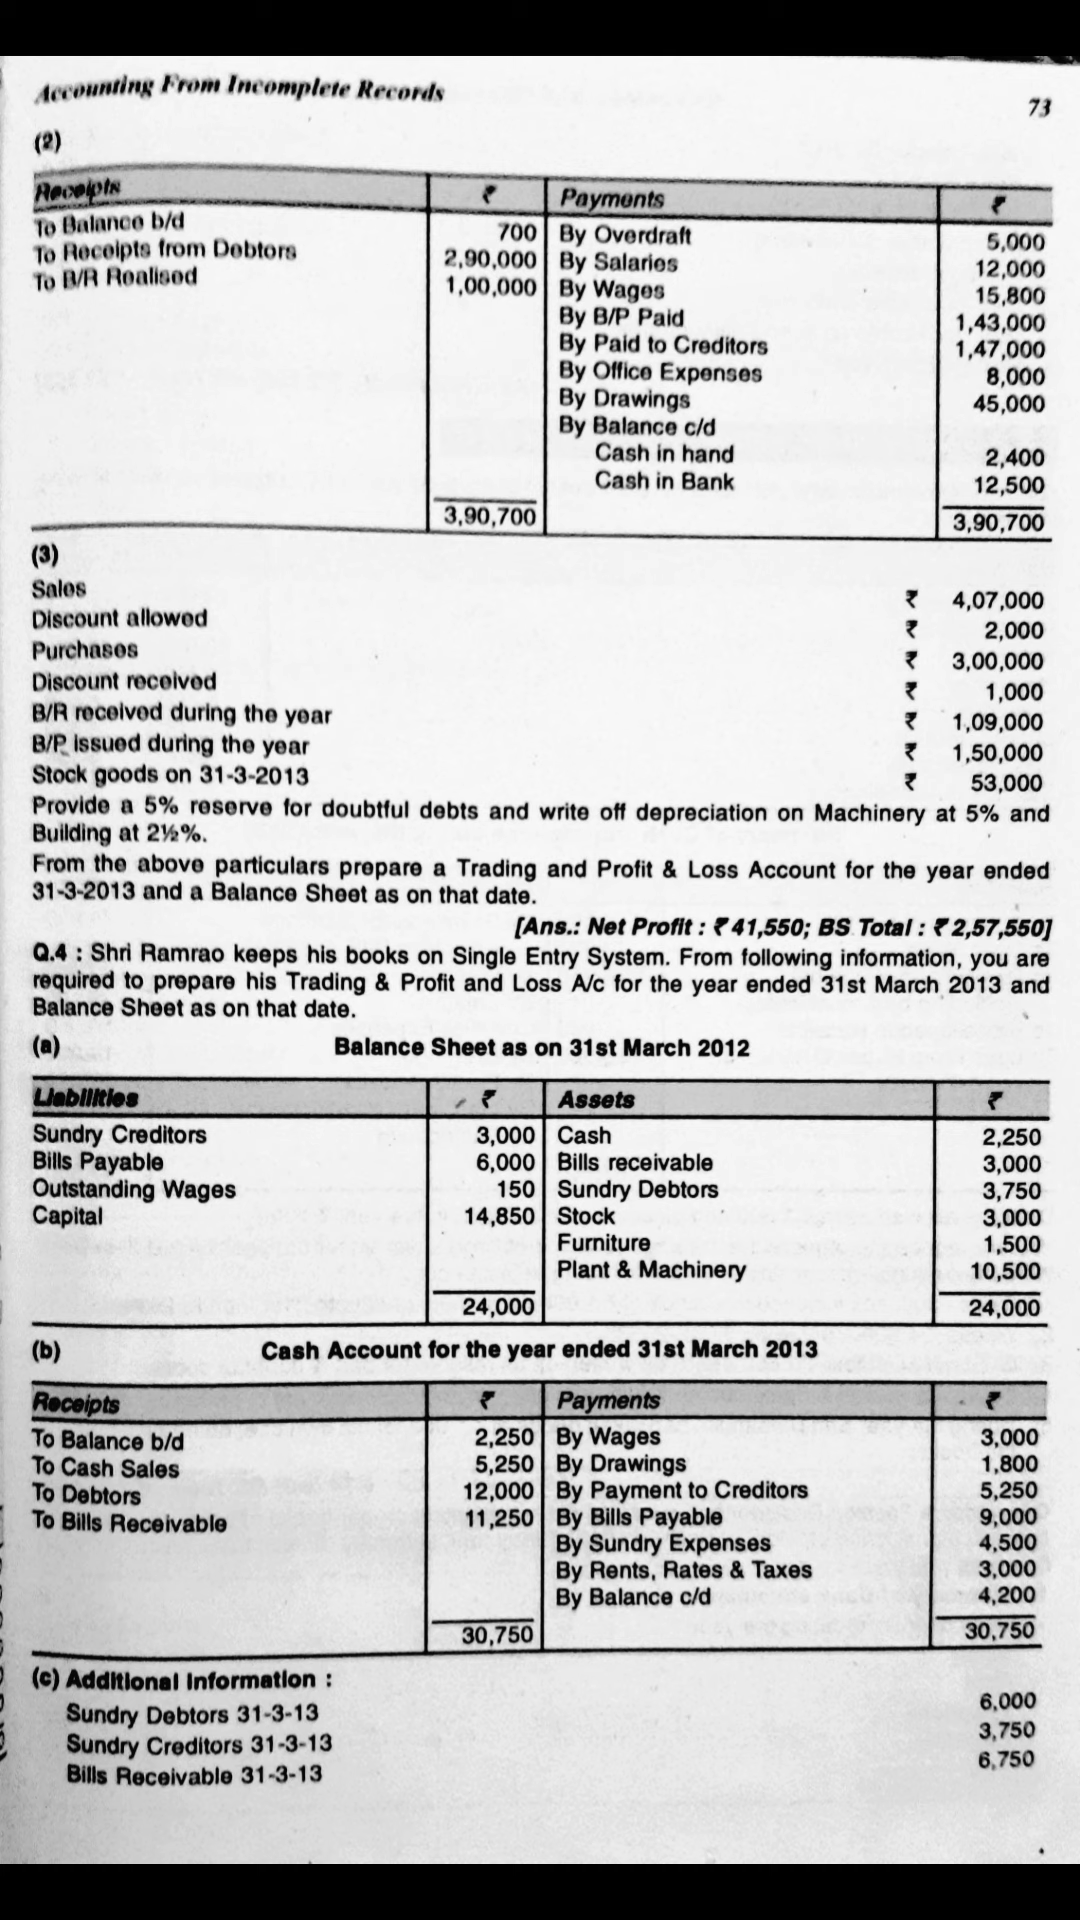 Accounting From Incomplete Records
73
(2)
Receipts ₹ Payments ₹
To Balance b/d 700 By Overdraft 5,000
To Receipts from Debtors 2,90,000 By Salaries 12,000
To B/R Realised 1,00,000 By Wages 15,800
By B/P Paid 1,43,000
By Paid to Creditors 1,47,000
By Office Expenses 8,000
By Drawings 45,000
By Balance c/d
Cash in hand 2,400
Cash in Bank 12,500
3,90,700 3,90,700
(3)
Sales ₹ 4,07,000
Discount allowed ₹ 2,000
Purchases ₹ 3,00,000
Discount received ₹ 1,000
B/R received during the year ₹ 1,09,000
B/P issued during the year ₹ 1,50,000
Stock goods on 31-3-2013 ₹ 53,000
Provide a 5% reserve for doubtful debts and write off depreciation on Machinery at 5% and
Building at 2½%.
From the above particulars prepare a Trading and Profit & Loss Account for the year ended
31-3-2013 and a Balance Sheet as on that date.
[Ans.: Net Profit : ₹ 41,550; BS Total : ₹ 2,57,550]
Q.4 : Shri Ramrao keeps his books on Single Entry System. From following information, you are
required to prepare his Trading & Profit and Loss A/c for the year ended 31st March 2013 and
Balance Sheet as on that date.
(a) Balance Sheet as on 31st March 2012
Liabilities ₹ Assets ₹
Sundry Creditors 3,000 Cash 2,250
Bills Payable 6,000 Bills receivable 3,000
Outstanding Wages 150 Sundry Debtors 3,750
Capital 14,850 Stock 3,000
Furniture 1,500
Plant & Machinery 10,500
24,000 24,000
(b) Cash Account for the year ended 31st March 2013
Receipts ₹ Payments ₹
To Balance b/d 2,250 By Wages 3,000
To Cash Sales 5,250 By Drawings 1,800
To Debtors 12,000 By Payment to Creditors 5,250
To Bills Receivable 11,250 By Bills Payable 9,000
By Sundry Expenses 4,500
By Rents, Rates & Taxes 3,000
By Balance c/d 4,200
30,750 30,750
(c) Additional Information :
Sundry Debtors 31-3-13 6,000
Sundry Creditors 31-3-13 3,750
Bills Receivable 31-3-13 6,750